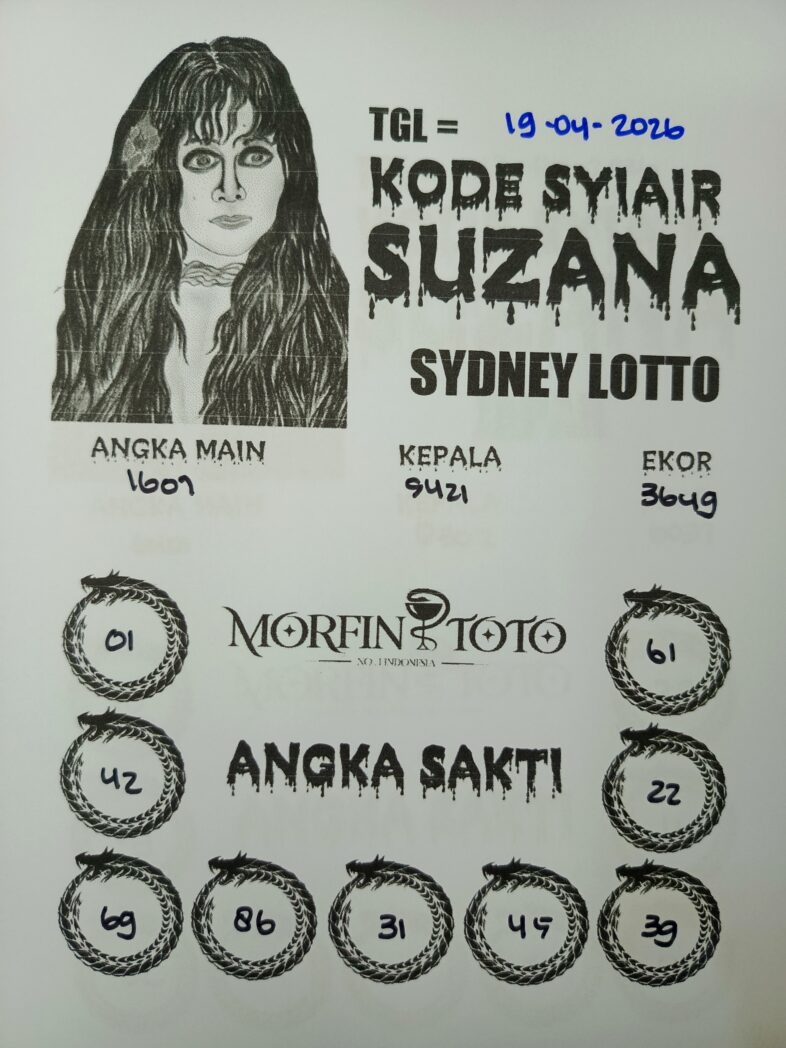 TGL = 19-04-2026
KODE SYIAIR
SUZANA
SYDNEY LOTTO
ANGKA MAIN KEPALA EKOR
1607 9421 3649
MORFIN TOTO
NO.1 INDONESIA
01 61
ANGKA SAKTI
42 22
69 86 31 45 39